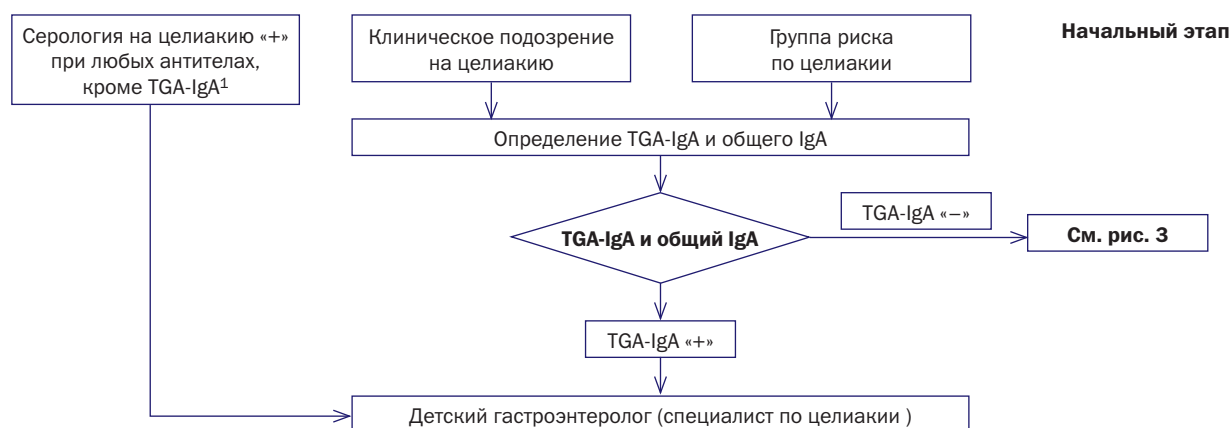 Начальный этап
Серология на целиакию «+»
при любых антителах,
кроме TGA-IgA¹
Клиническое подозрение
на целиакию
Группа риска
по целиакии
Определение TGA-IgA и общего IgA
TGA-IgA и общий IgA
TGA-IgA «−»
См. рис. 3
TGA-IgA «+»
Детский гастроэнтеролог (специалист по целиакии )